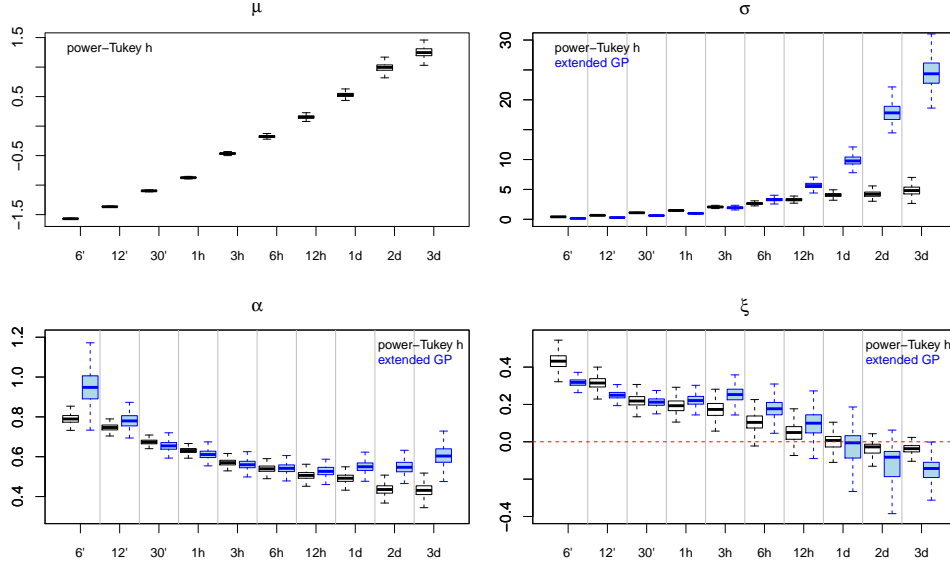 μ
power−Tukey h
1.5
0.5
−0.5
−1.5
6' 12' 30' 1h 3h 6h 12h 1d 2d 3d
σ
power−Tukey h
extended GP
30
20
10
5
0
6' 12' 30' 1h 3h 6h 12h 1d 2d 3d
α
power−Tukey h
extended GP
1.2
1.0
0.8
0.6
0.4
6' 12' 30' 1h 3h 6h 12h 1d 2d 3d
ξ
power−Tukey h
extended GP
0.4
0.2
0.0
−0.4
6' 12' 30' 1h 3h 6h 12h 1d 2d 3d